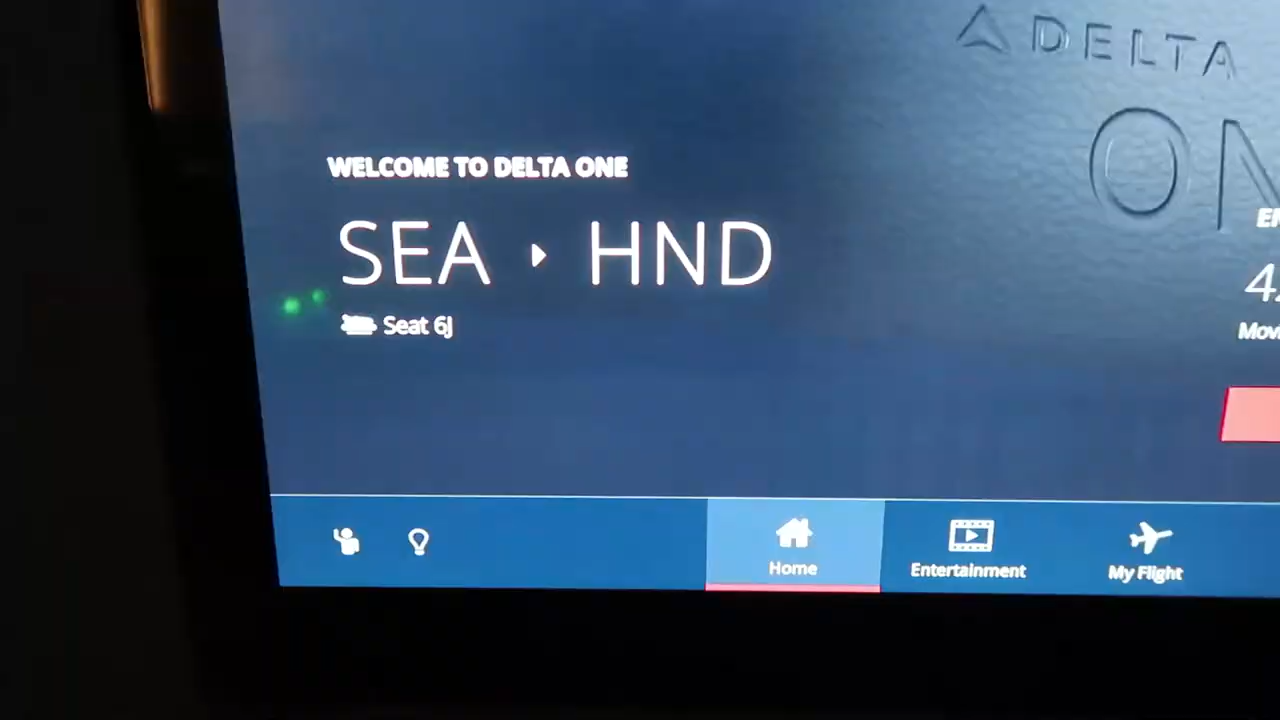 DELTA
WELCOME TO DELTA ONE
SEA HND
Seat 6J
Home
Entertainment
My Flight